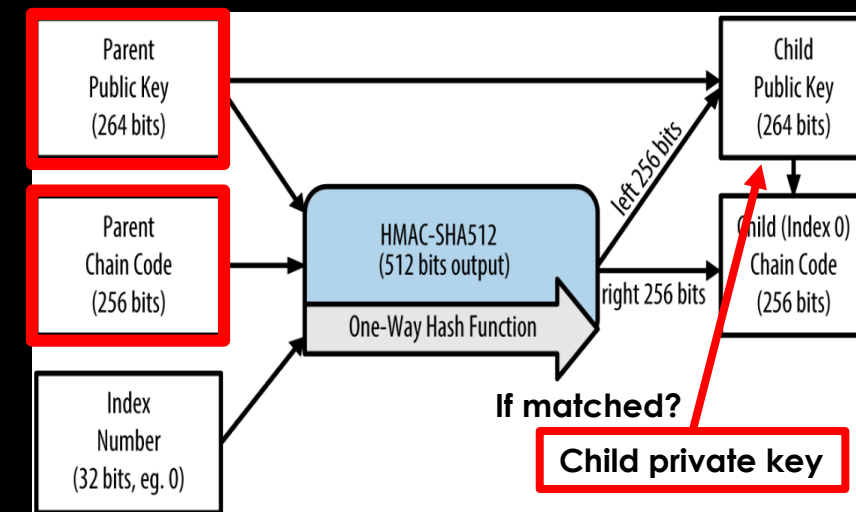 Parent
Public Key
(264 bits)
Child
Public Key
(264 bits)
left 256 bits
Parent
Chain Code
(256 bits)
HMAC-SHA512
(512 bits output)
One-Way Hash Function
right 256 bits
Child (Index 0)
Chain Code
(256 bits)
Index
Number
(32 bits, eg. 0)
If matched?
Child private key